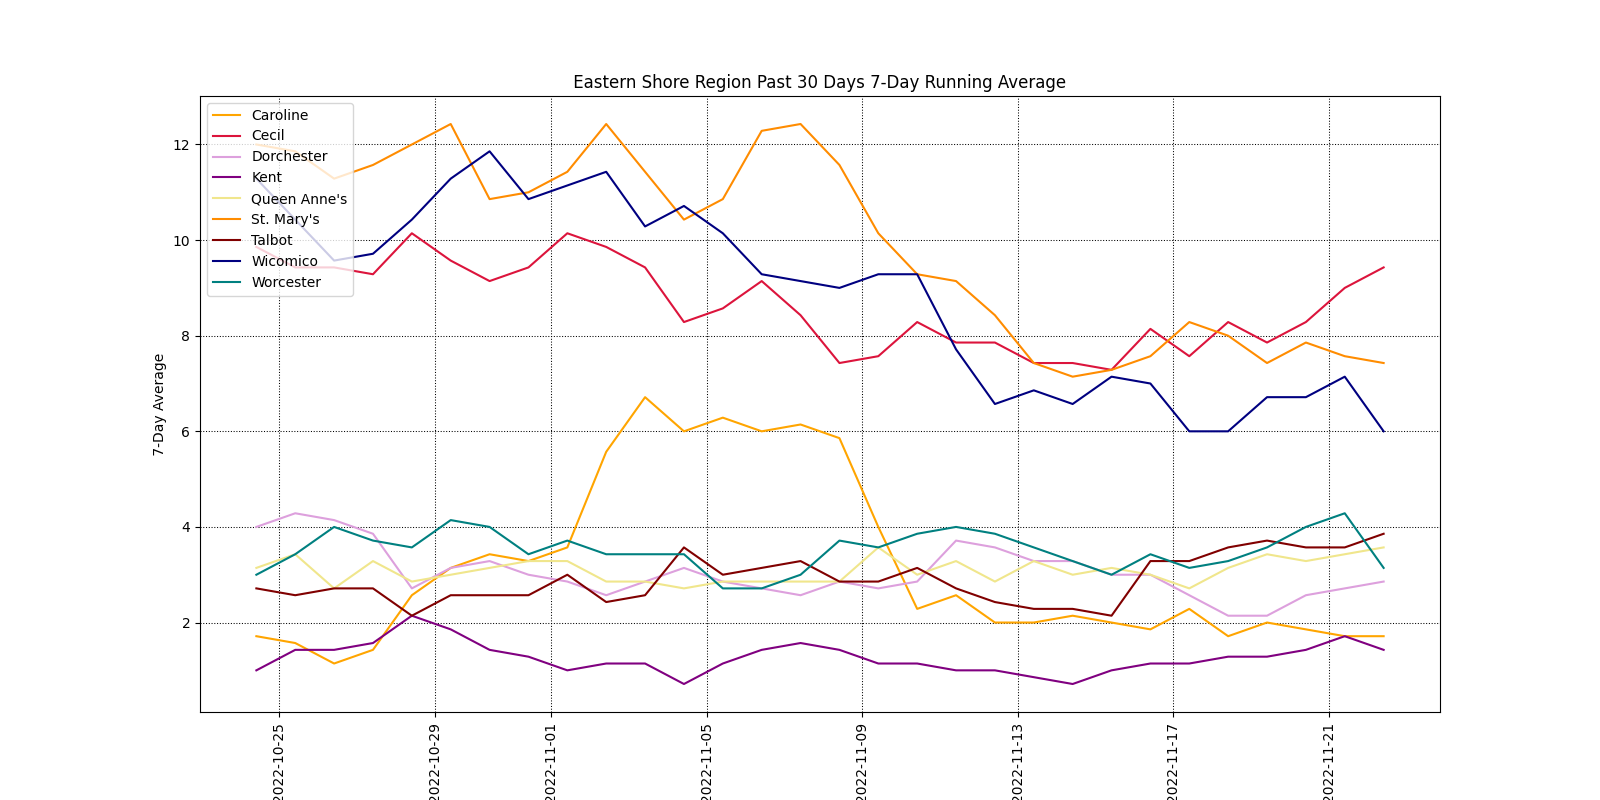 Eastern Shore Region Past 30 Days 7-Day Running Average
Caroline
Cecil
Dorchester
Kent
Queen Anne's
St. Mary's
Talbot
Wicomico
Worcester
12
10
8
6
4
2
7-Day Average
2022-10-25
2022-10-29
2022-11-01
2022-11-05
2022-11-09
2022-11-13
2022-11-17
2022-11-21